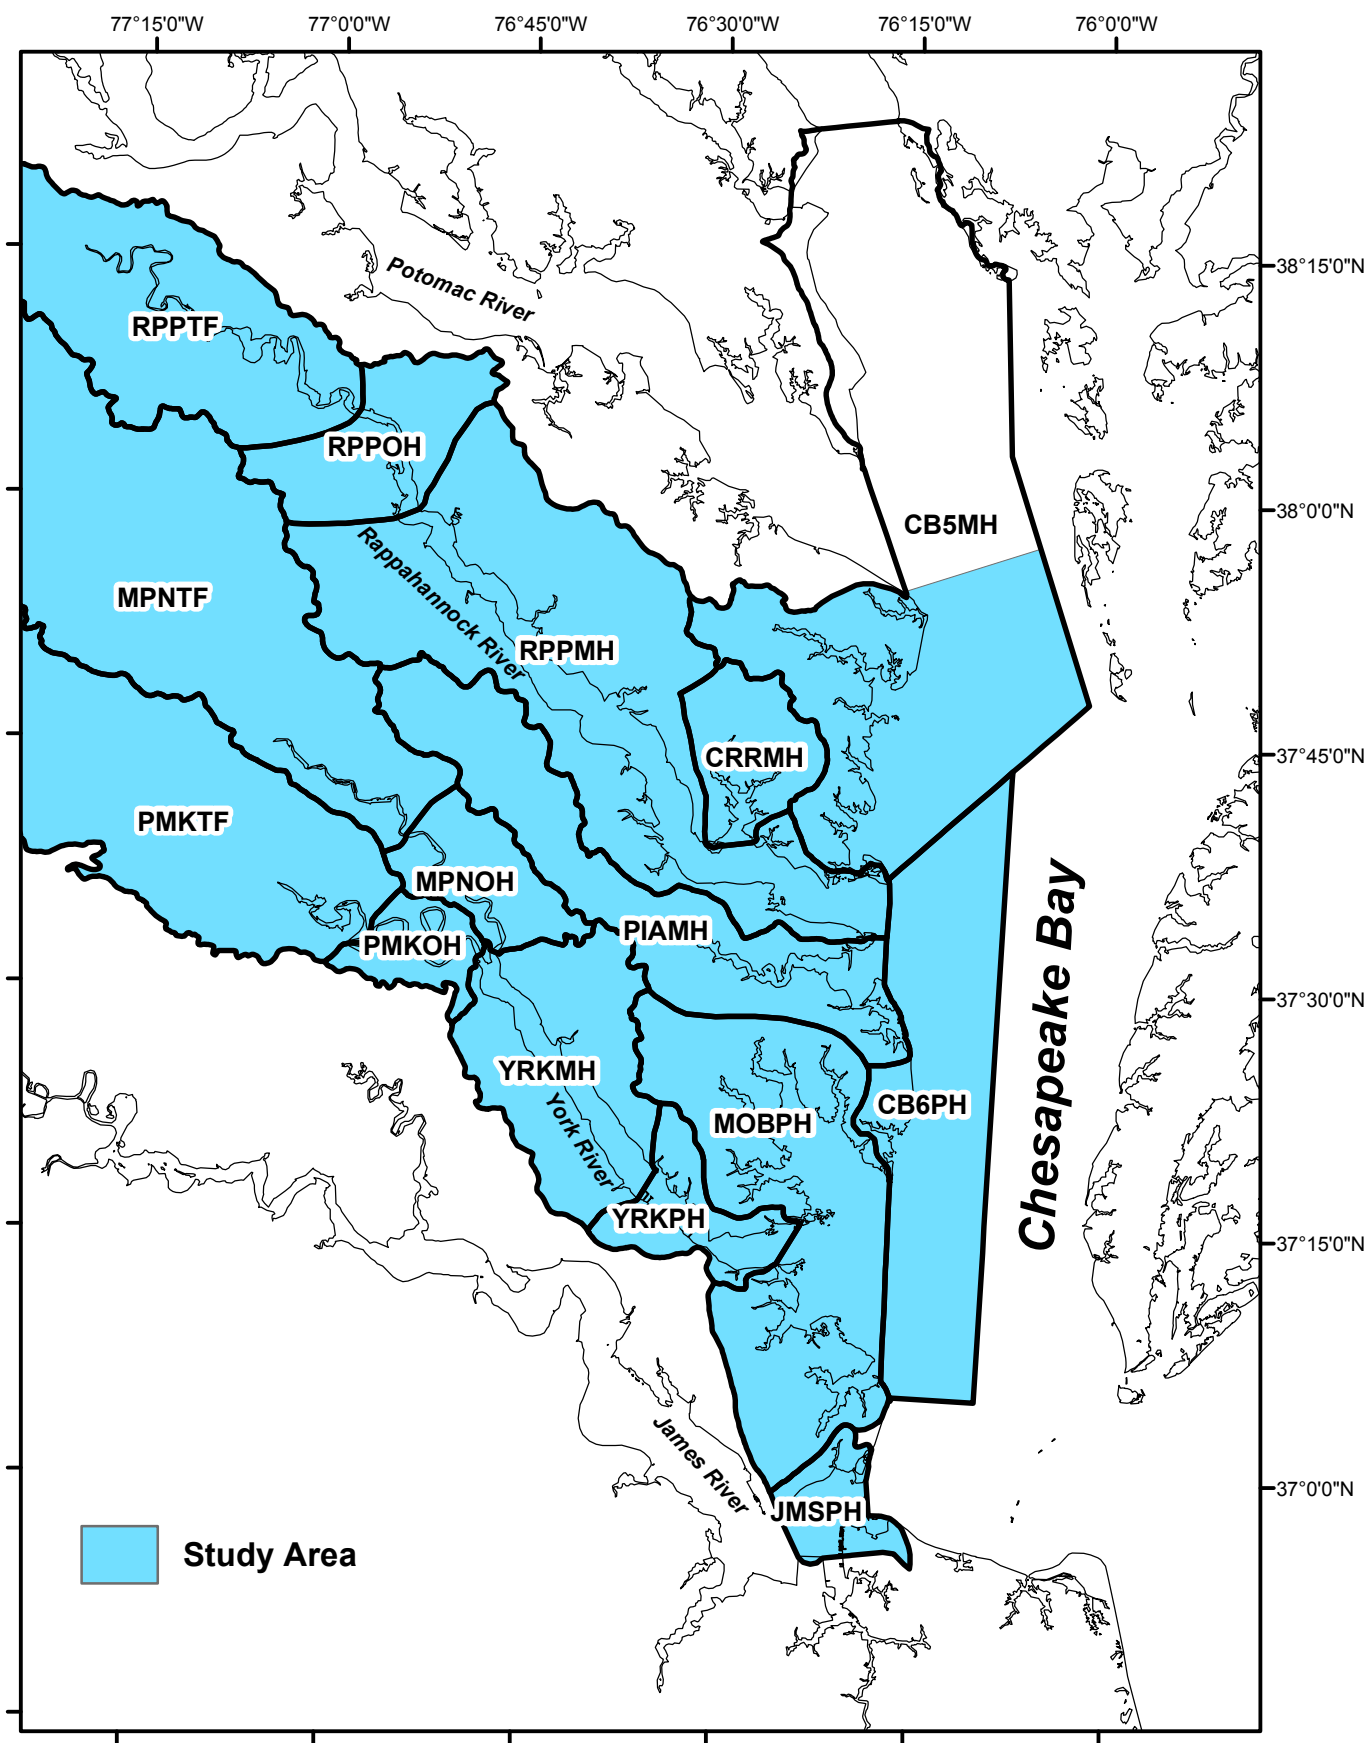 77°15'0"W
77°0'0"W
76°45'0"W
76°30'0"W
76°15'0"W
76°0'0"W
38°15'0"N
Potomac River
RPPTF
RPPOH
38°0'0"N
CB5MH
Rappahannock River
MPNTF
RPPMH
37°45'0"N
CRRMH
PMKTF
MPNOH
PIAMH
PMKOH
Chesapeake Bay
37°30'0"N
YRKMH
CB6PH
MOBPH
York River
YRKPH
37°15'0"N
James River
37°0'0"N
JMSPH
Study Area